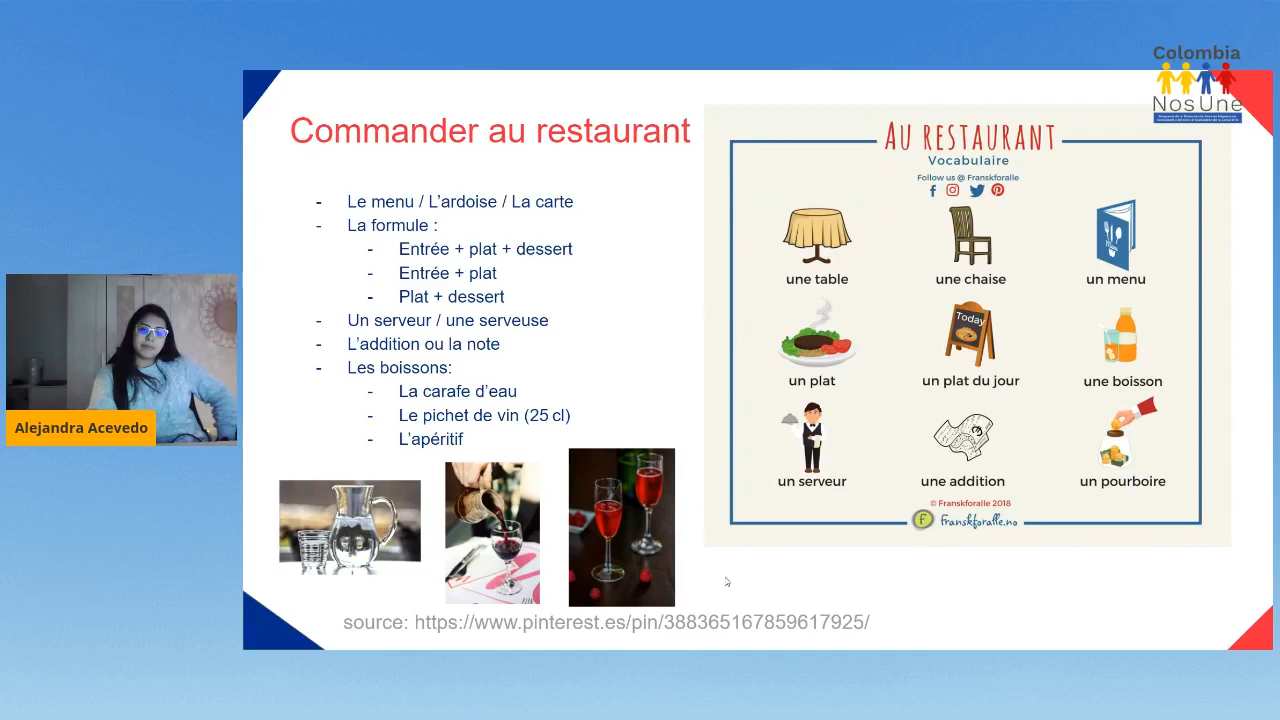 Colombia
NosUne
Commander au restaurant
- Le menu / L'ardoise / La carte
- La formule :
- Entrée + plat + dessert
- Entrée + plat
- Plat + dessert
- Un serveur / une serveuse
- L'addition ou la note
- Les boissons:
- La carafe d'eau
- Le pichet de vin (25 cl)
- L'apéritif
AU RESTAURANT
Vocabulaire
Follow us @ Franskforalle
une table
une chaise
Menu
un menu
un plat
Today
un plat du jour
une boisson
un serveur
une addition
un pourboire
© Franskforalle 2018
F franskforalle.no
Alejandra Acevedo
source: https://www.pinterest.es/pin/388365167859617925/